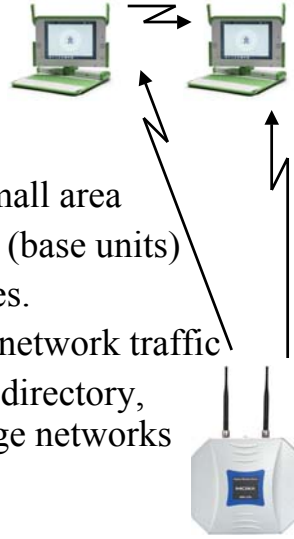 nall area
(base units)
es.
network traffic
directory,
ge networks